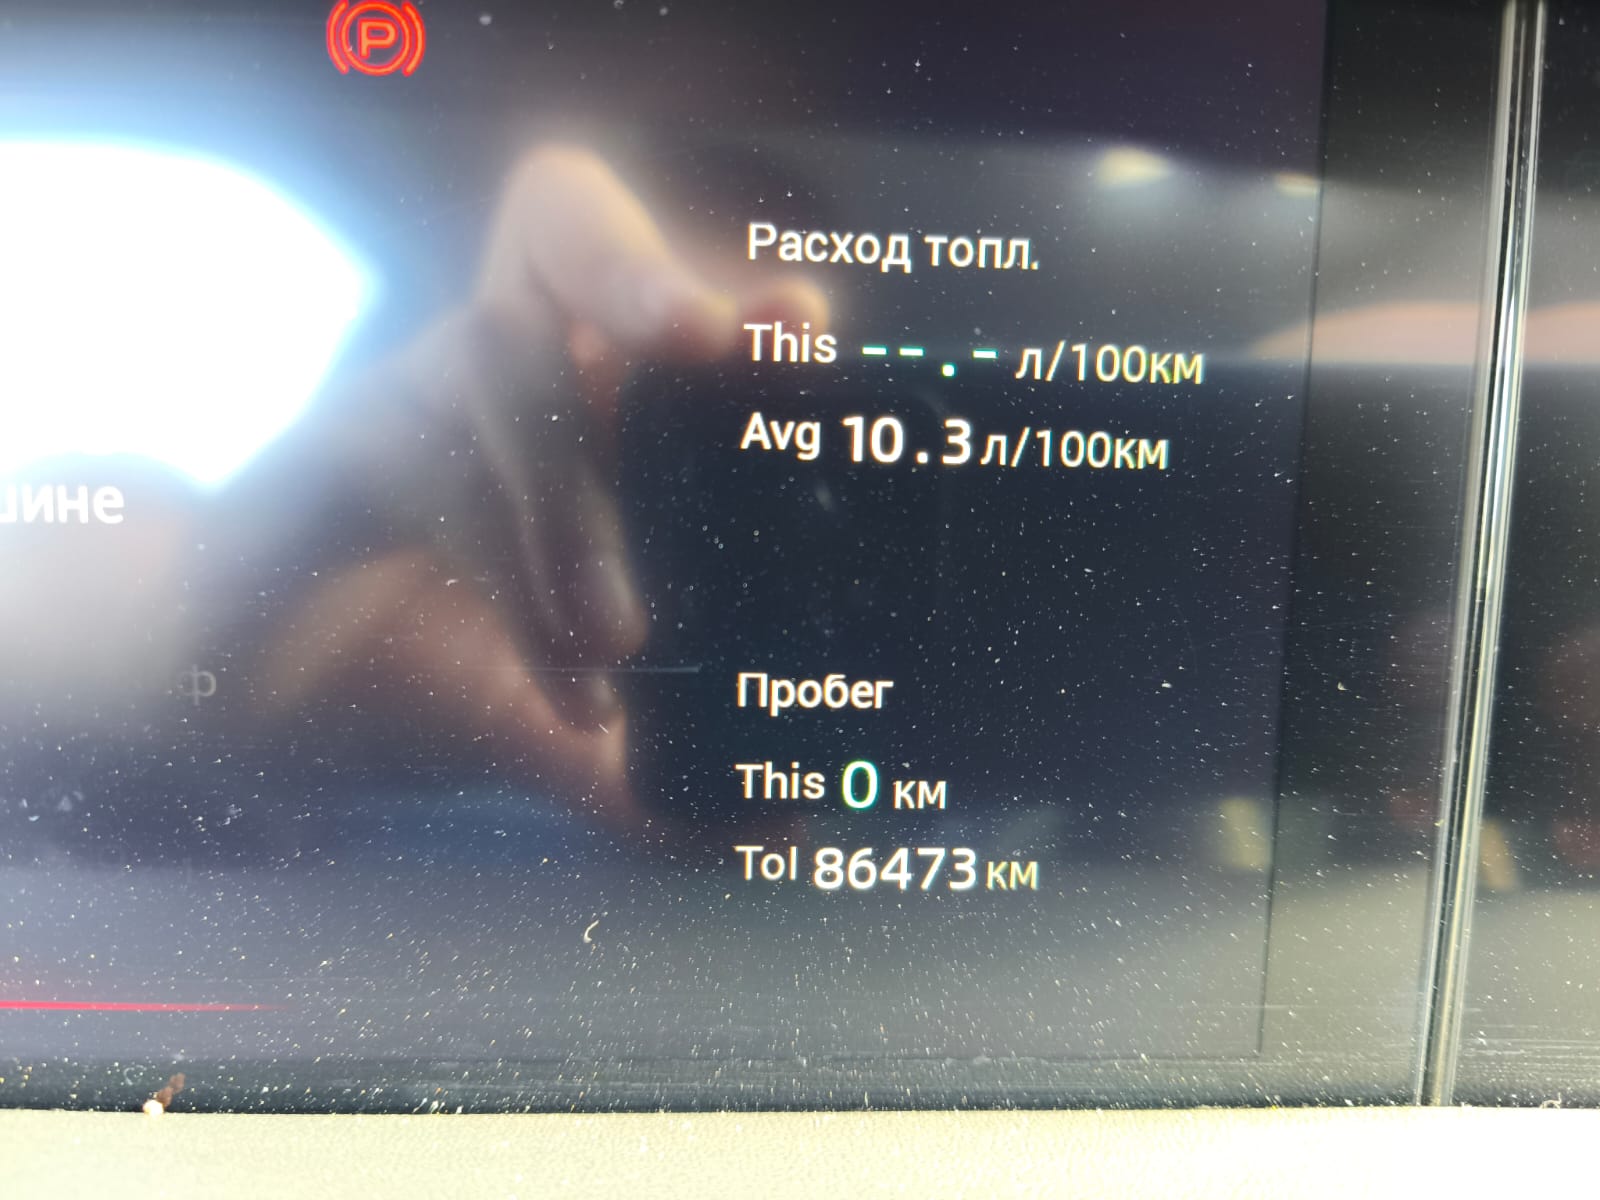 P
Расход топл.
This --.- л/100км
Avg 10.3 л/100км
Пробег
This 0 км
Tol 86473 км